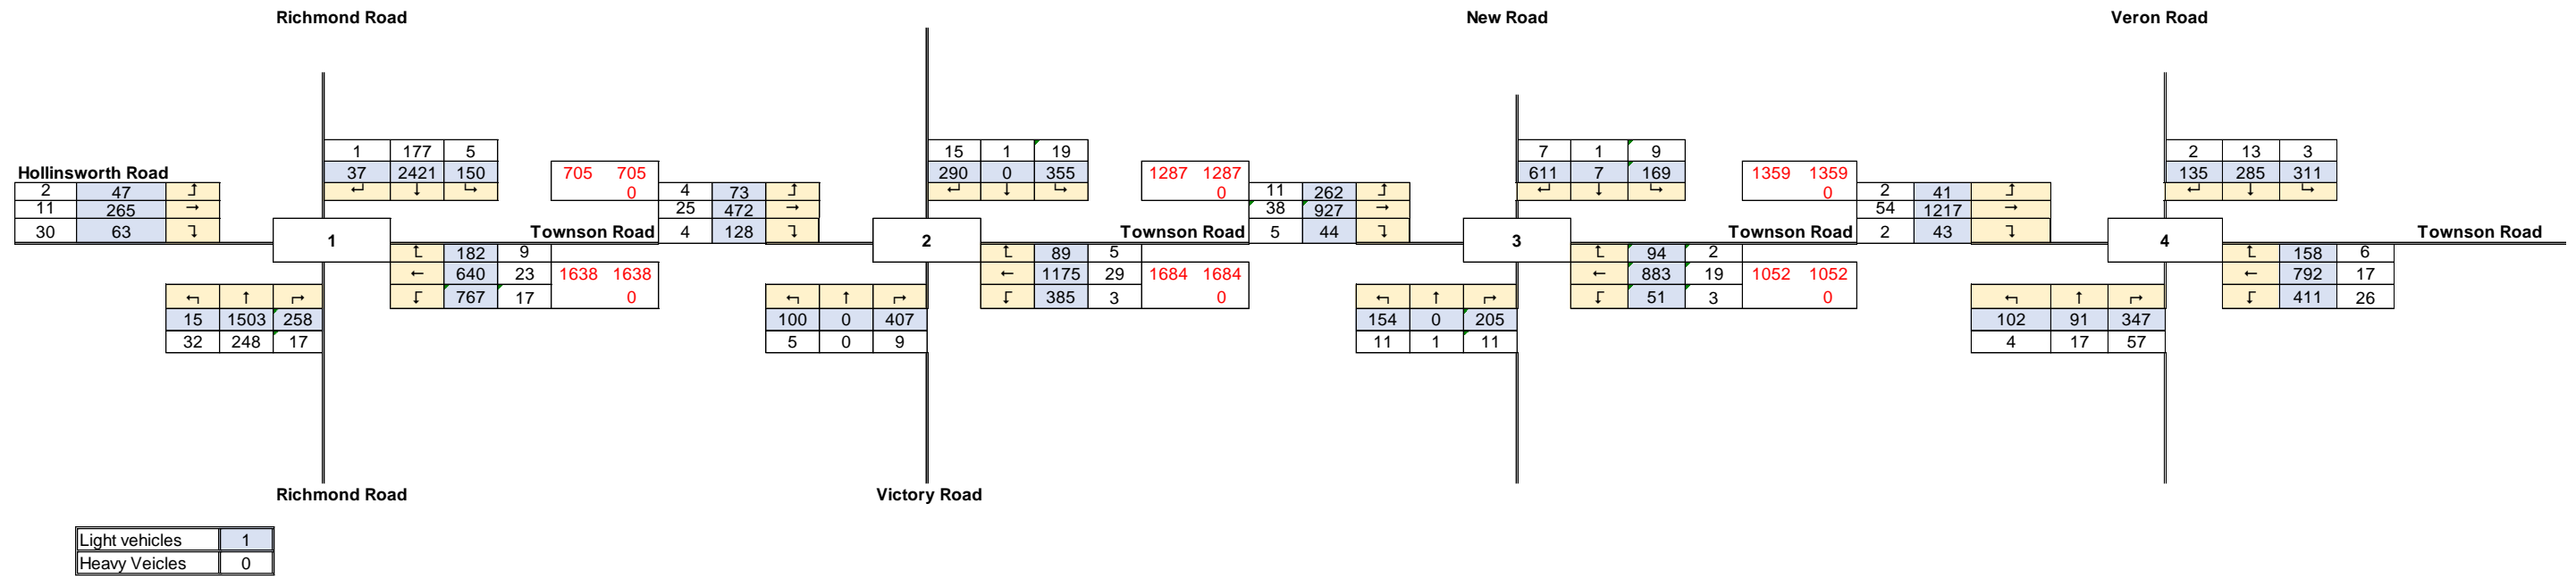 Richmond Road New Road Veron Road
1 177 5 15 1 19 7 1 9 2 13 3
Hollinsworth Road 37 2421 150 705 705 290 0 355 1287 1287 611 7 169 1359 1359 135 285 311
2 47 ↵ ↓ ↳ 0 4 73 ↵ ↓ ↳ 0 11 262 ↵ ↓ ↳ 0 2 41 ↵ ↓ ↳
11 265 → 25 472 → 38 927 → 54 1217 →
30 63 1 Townson Road 4 128 2 Townson Road 5 44 3 Townson Road 2 43 4 Townson Road
182 9 89 5 94 2 158 6
← 640 23 1638 1638 ← 1175 29 1684 1684 ← 883 19 1052 1052 ← 792 17
↰ ↑ ↱ 767 17 0 ↰ ↑ ↱ 385 3 0 ↰ ↑ ↱ 51 3 0 ↰ ↑ ↱ 411 26
15 1503 258 100 0 407 154 0 205 102 91 347
32 248 17 5 0 9 11 1 11 4 17 57
Richmond Road Victory Road
Light vehicles 1
Heavy Veicles 0